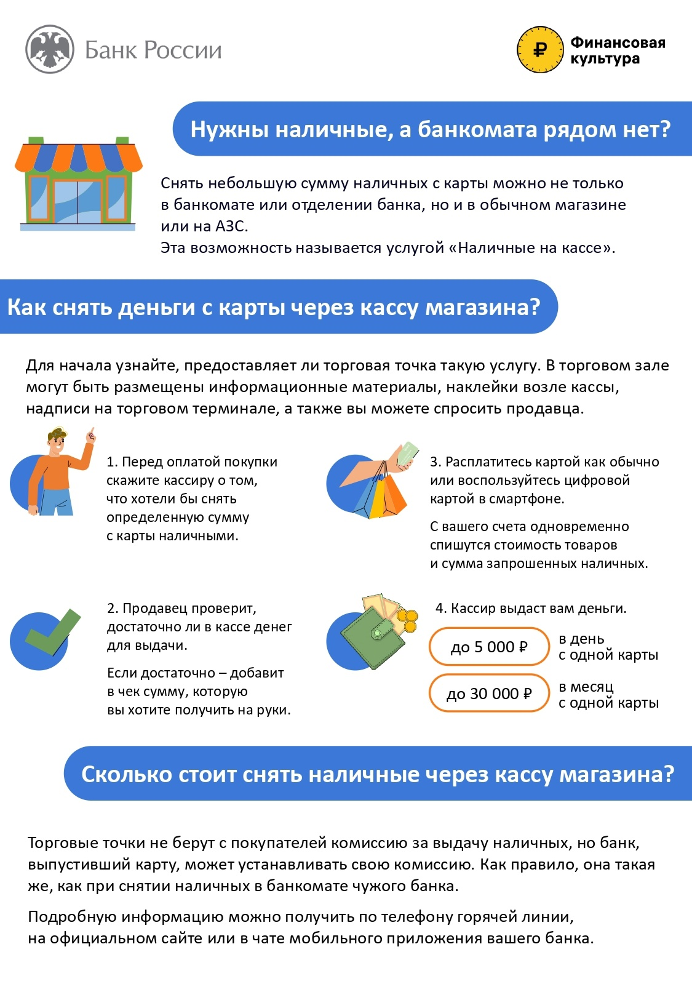 Банк России
Финансовая
культура
Нужны наличные, а банкомата рядом нет?
Снять небольшую сумму наличных с карты можно не только
в банкомате или отделении банка, но и в обычном магазине
или на АЗС.
Эта возможность называется услугой «Наличные на кассе».
Как снять деньги с карты через кассу магазина?
Для начала узнайте, предоставляет ли торговая точка такую услугу. В торговом зале
могут быть размещены информационные материалы, наклейки возле кассы,
надписи на торговом терминале, а также вы можете спросить продавца.
1. Перед оплатой покупки
скажите кассиру о том,
что хотели бы снять
определенную сумму
с карты наличными.
2. Продавец проверит,
достаточно ли в кассе денег
для выдачи.
Если достаточно – добавит
в чек сумму, которую
вы хотите получить на руки.
3. Расплатитесь картой как обычно
или воспользуйтесь цифровой
картой в смартфоне.
С вашего счета одновременно
спишутся стоимость товаров
и сумма запрошенных наличных.
4. Кассир выдаст вам деньги.
до 5 000 ₽
в день
с одной карты
до 30 000 ₽
в месяц
с одной карты
Сколько стоит снять наличные через кассу магазина?
Торговые точки не берут с покупателей комиссию за выдачу наличных, но банк,
выпустивший карту, может устанавливать свою комиссию. Как правило, она такая
же, как при снятии наличных в банкомате чужого банка.
Подробную информацию можно получить по телефону горячей линии,
на официальном сайте или в чате мобильного приложения вашего банка.